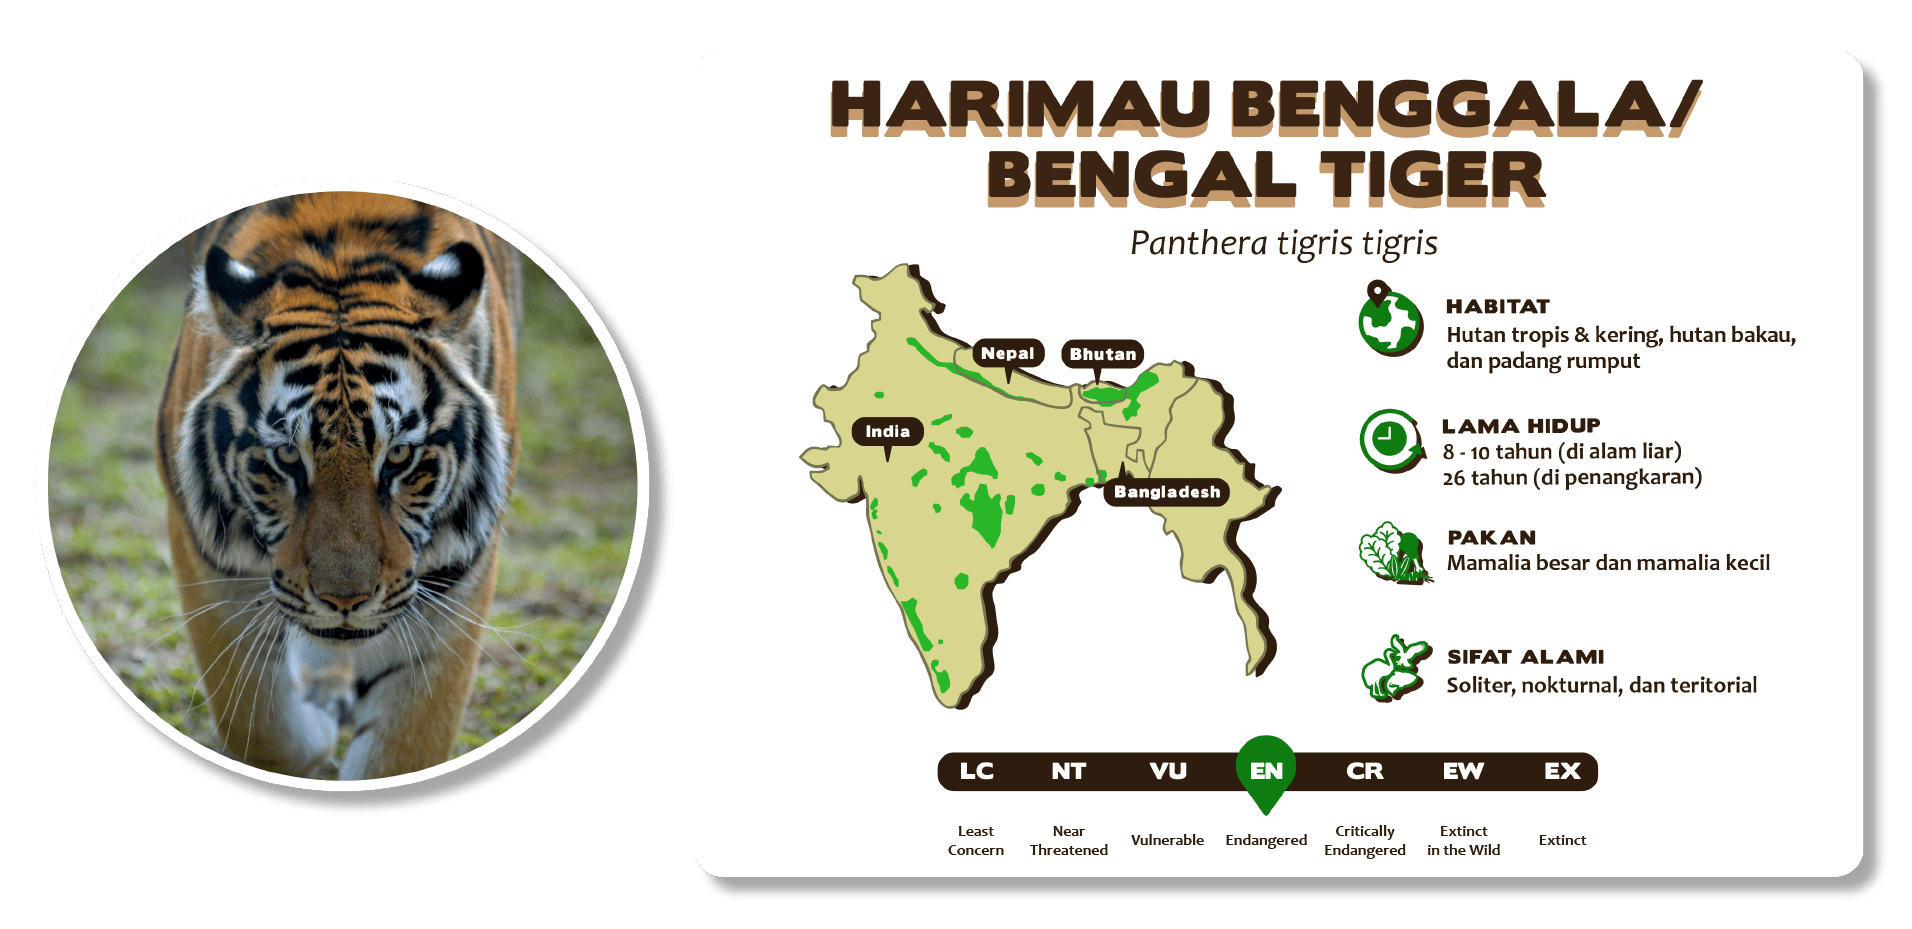 HARIMAU BENGGALA/
BENGAL TIGER
Panthera tigris tigris
Nepal
Bhutan
India
Bangladesh
HABITAT
Hutan tropis & kering, hutan bakau,
dan padang rumput
LAMA HIDUP
8 - 10 tahun (di alam liar)
26 tahun (di penangkaran)
PAKAN
Mamalia besar dan mamalia kecil
SIFAT ALAMI
Soliter, nokturnal, dan teritorial
LC NT VU EN CR EW EX
Least Concern
Near Threatened
Vulnerable
Endangered
Critically Endangered
Extinct in the Wild
Extinct